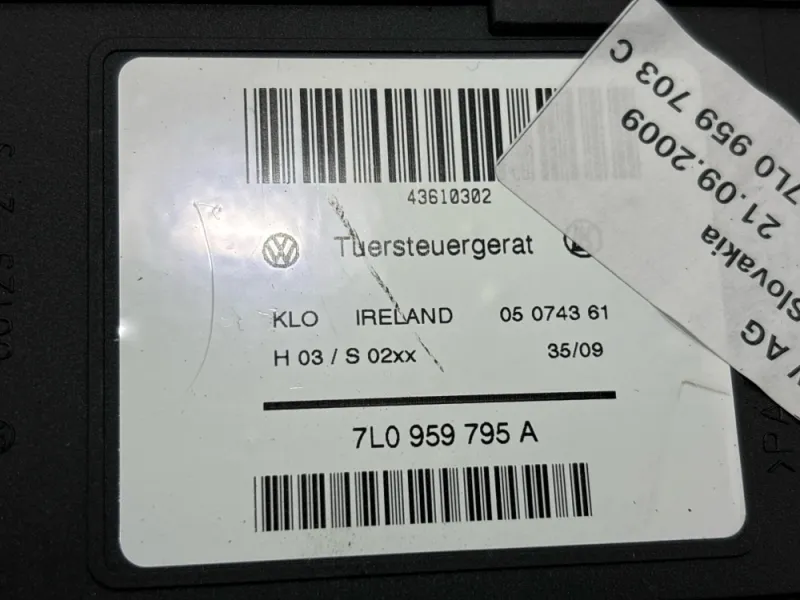 43610302
VW Tuersteuergerat
KLO IRELAND 05 0743 61
H 03 / S 02xx 35/09
7L0 959 795 A
7L0 959 703 C
21.09.2009
Slovakia
AG